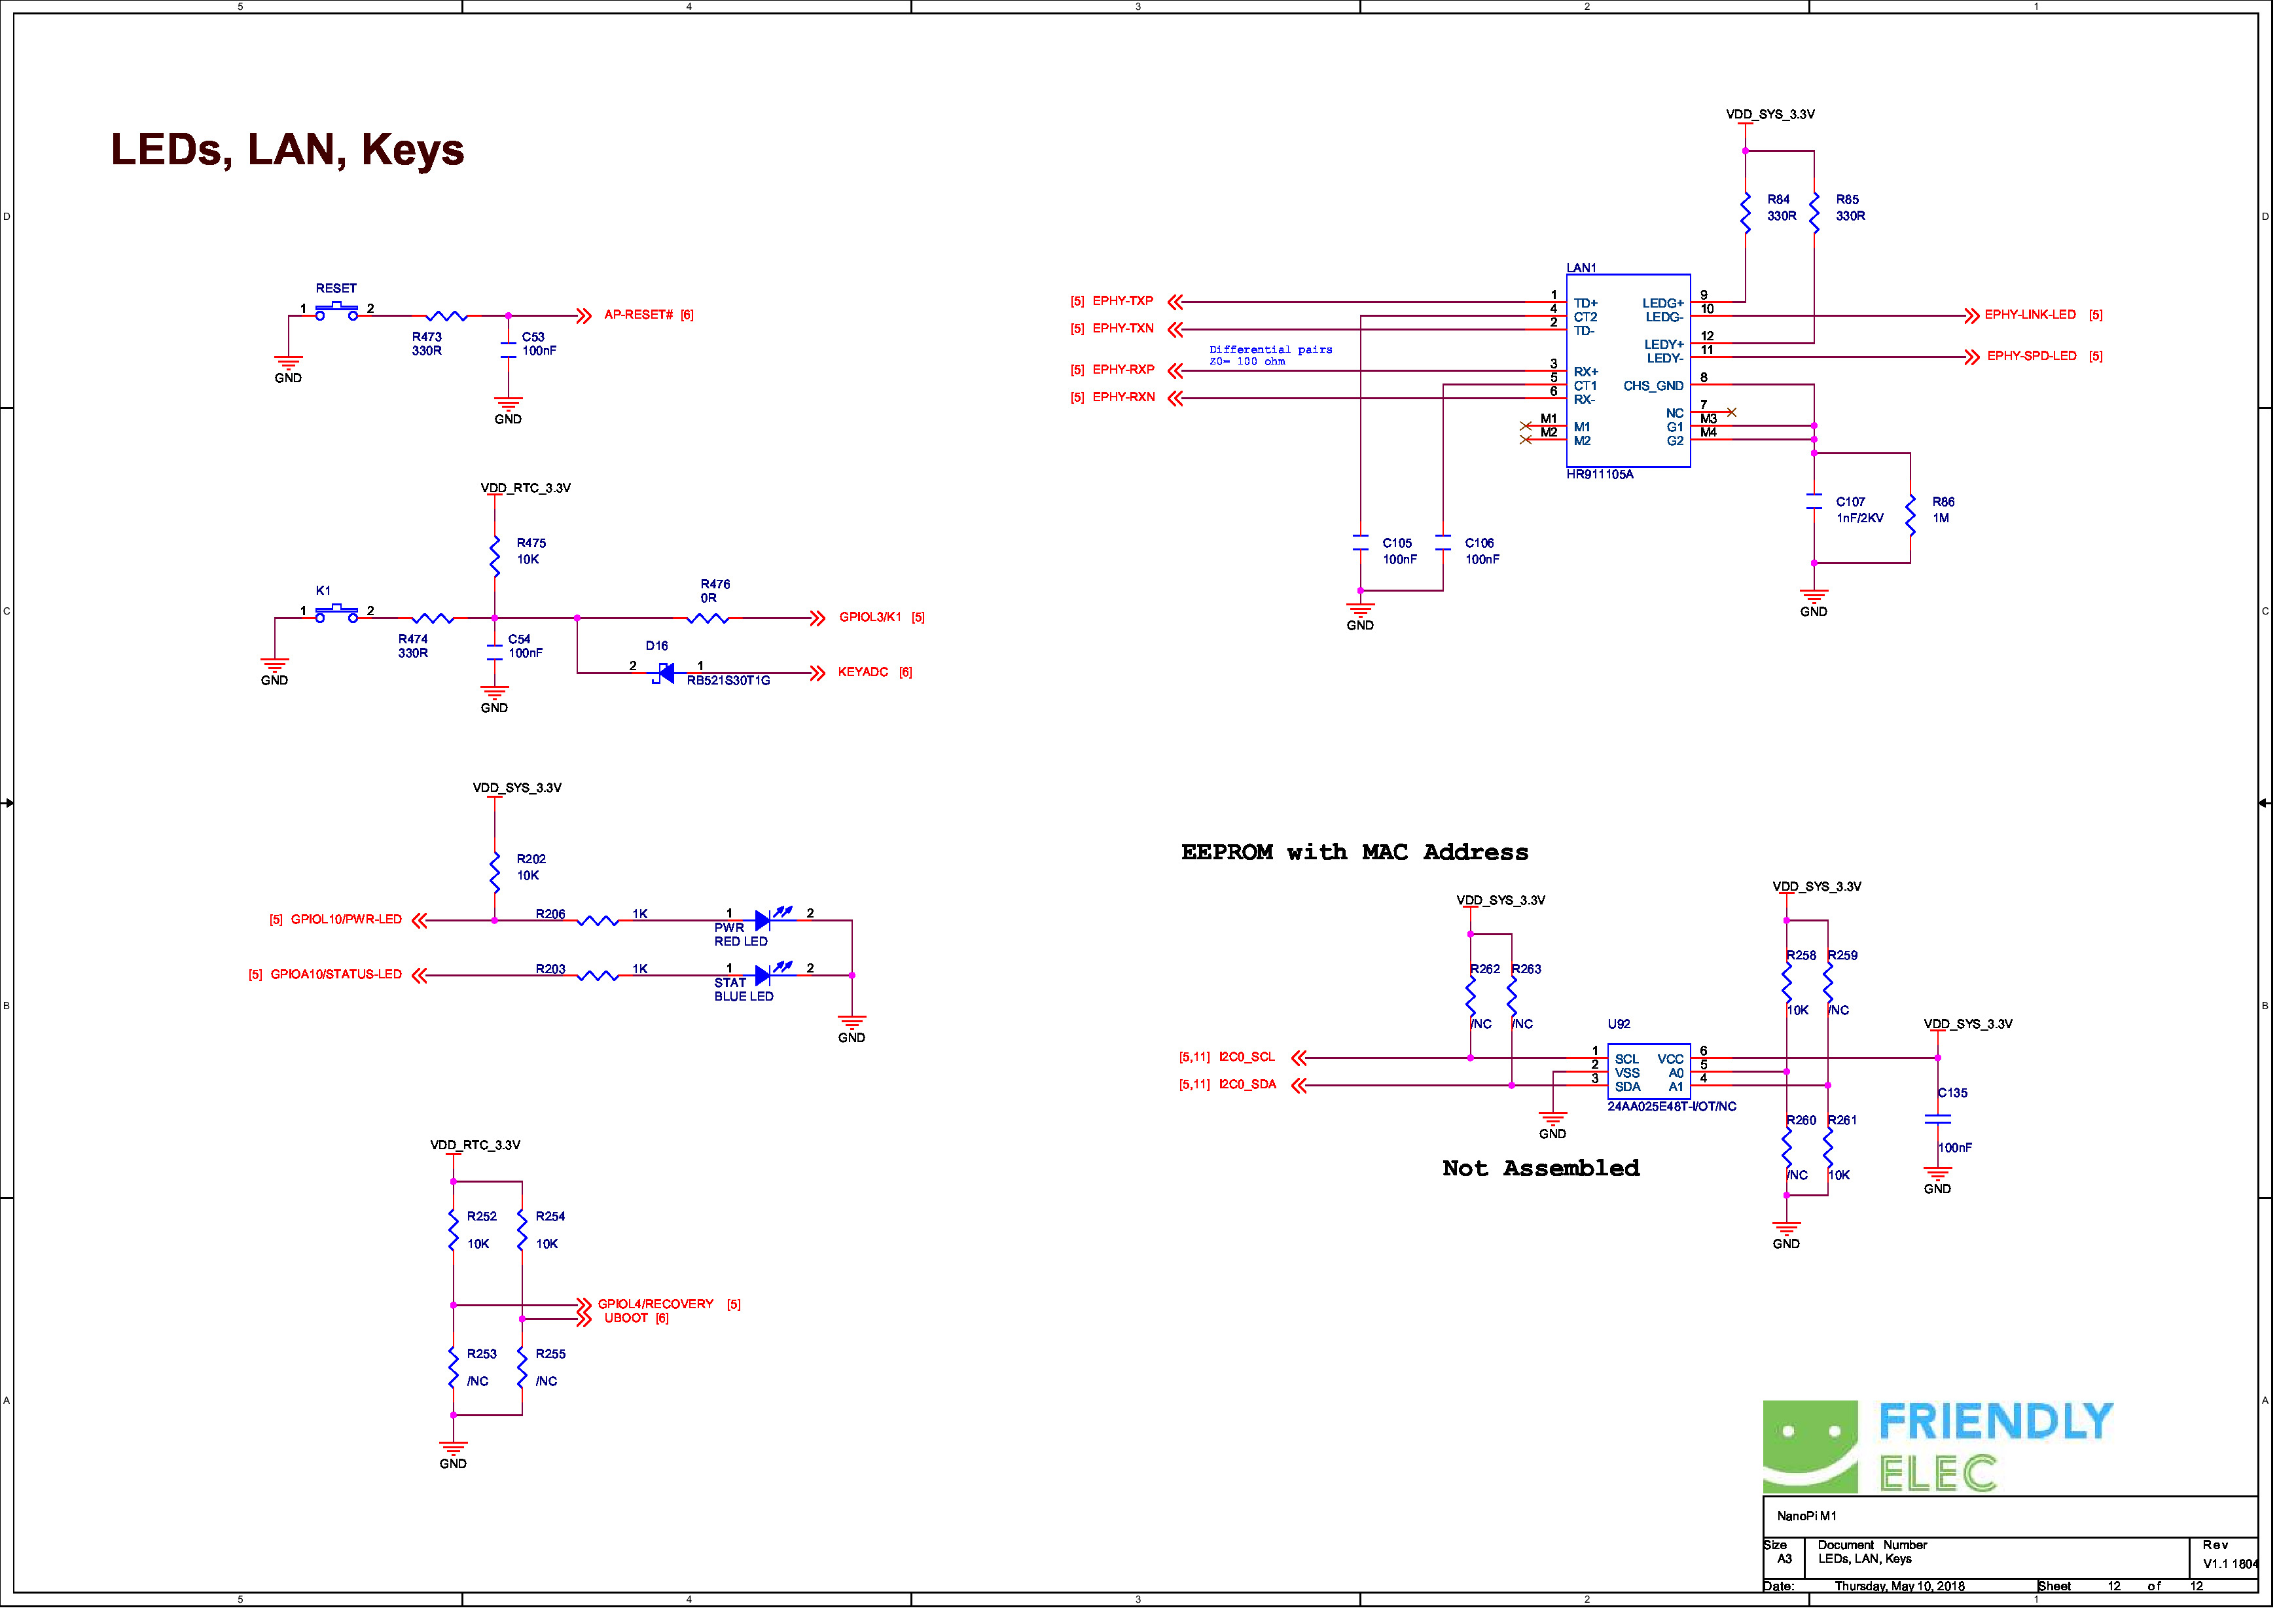 5 4 3 2 1
LEDs, LAN, Keys
D D
C C
B B
A A
RESET
1 2
R473
330R
C53
100nF
AP-RESET# [6]
GND
GND
VDD_RTC_3.3V
R475
10K
K1
1 2
R474
330R
C54
100nF
R476
0R
GPIOL3/K1 [5]
D16
2 1
RB521S30T1G
KEYADC [6]
GND
GND
VDD_SYS_3.3V
R202
10K
[5] GPIOL10/PWR-LED
R206 1K
1 2
PWR
RED LED
[5] GPIOA10/STATUS-LED
R203 1K
1 2
STAT
BLUE LED
GND
VDD_RTC_3.3V
R252 R254
10K 10K
GPIOL4/RECOVERY [5]
UBOOT [6]
R253 R255
/NC /NC
GND
VDD_SYS_3.3V
R84 R85
330R 330R
LAN1
[5] EPHY-TXP
[5] EPHY-TXN
Differential pairs
Z0= 100 ohm
[5] EPHY-RXP
[5] EPHY-RXN
1 TD+ LEDG+ 9
4 CT2 LEDG- 10
2 TD-
LEDY+ 12
LEDY- 11
3 RX+
5 CT1 CHS_GND 8
6 RX-
NC 7
M1 M1 G1 M3
M2 M2 G2 M4
HR911105A
EPHY-LINK-LED [5]
EPHY-SPD-LED [5]
C105
100nF
C106
100nF
GND
C107
1nF/2KV
R86
1M
GND
EEPROM with MAC Address
VDD_SYS_3.3V
VDD_SYS_3.3V
R262 R263
/NC /NC
R258 R259
10K /NC
U92
VDD_SYS_3.3V
[5,11] I2C0_SCL
[5,11] I2C0_SDA
1 SCL VCC 6
2 VSS A0 5
3 SDA A1 4
24AA025E48T-I/OT/NC
GND
R260 R261
/NC 10K
C135
100nF
GND
GND
Not Assembled
FRIENDLY
ELEC
NanoPi M1
Size
A3
Document Number
LEDs, LAN, Keys
Rev
V1.1 1804
Date: Thursday, May 10, 2018 Sheet 12 of 12
5 4 3 2 1